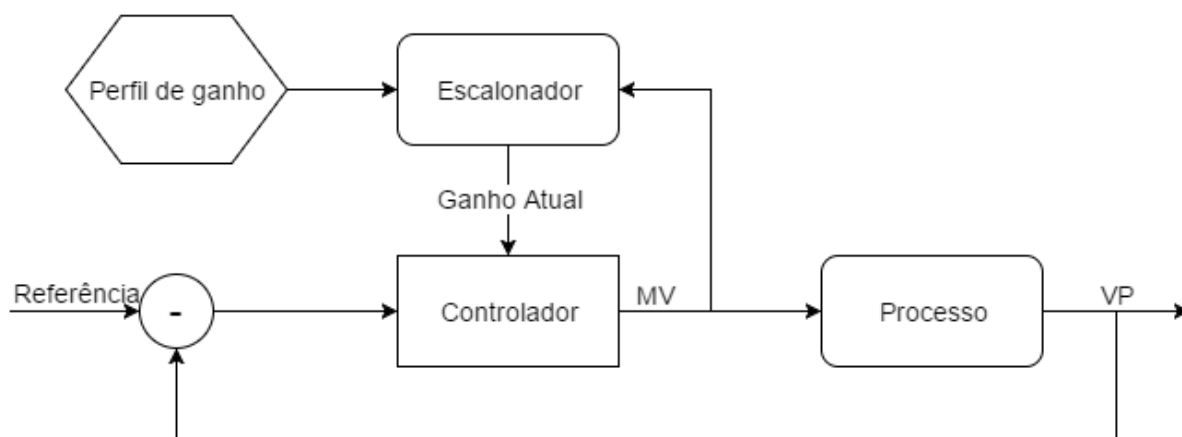 Perfil de ganho
Escalonador
Ganho Atual
Referência
-
Controlador
MV
Processo
VP